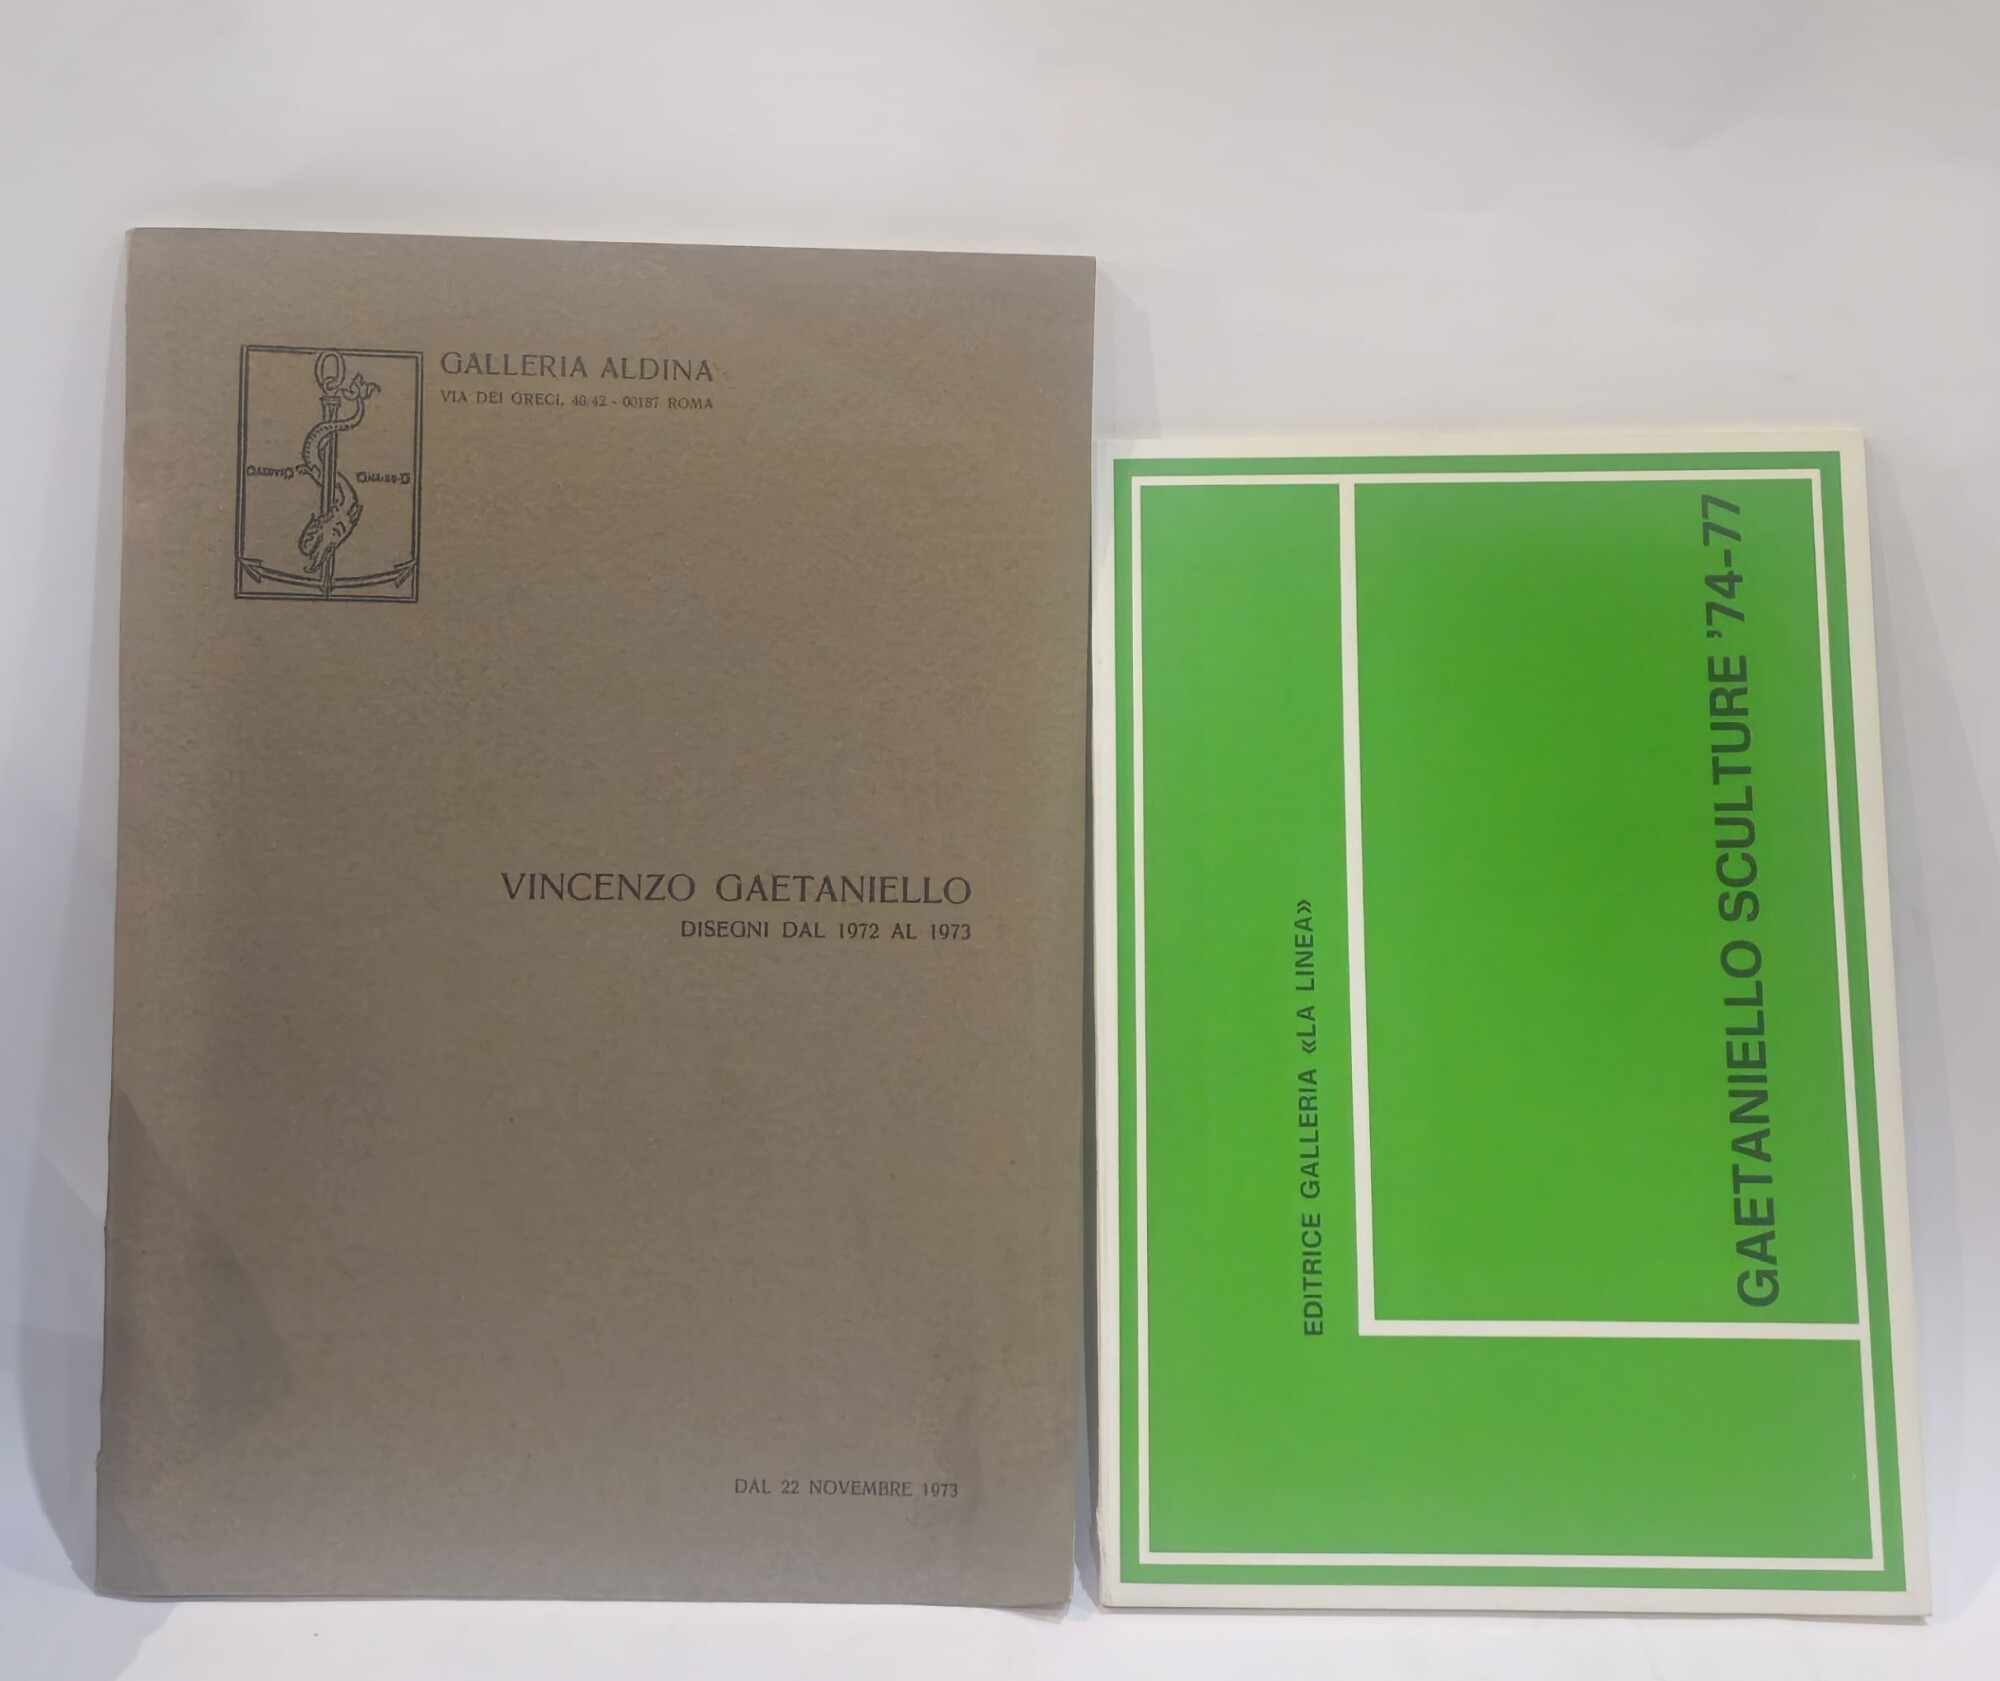 GALLERIA ALDINA
VIA DEI GRECI, 40/42 - 00187 ROMA
VINCENZO GAETANIELLO
DISEGNI DAL 1972 AL 1973
DAL 22 NOVEMBRE 1973
EDITRICE GALLERIA «LA LINEA»
GAETANIELLO SCULTURE '74-77